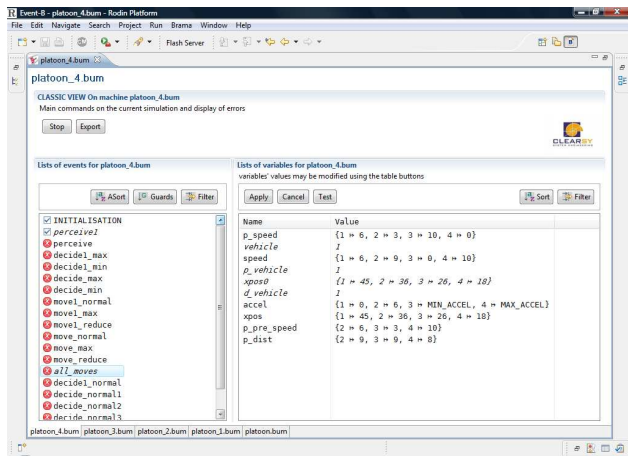 Event-B - platoon_4.bum - Rodin Platform
File Edit Navigate Search Project Run Brama Window Help
Flash Server
platoon_4.bum
platoon_4.bum
CLASSIC VIEW On machine platoon_4.bum
Main commands on the current simulation and display of errors
Stop Export
CLEARSY
Lists of events for platoon_4.bum
ASort Guards Filter
INITIALISATION
perceive1
perceive
decide1_max
decide1_min
decide_max
decide_min
move1_normal
move1_max
move1_reduce
move_normal
move_max
move_reduce
all_moves
decide1_normal
decide_normal1
decide_normal2
decide_normal3
Lists of variables for platoon_4.bum
variables' values may be modified using the table buttons
Apply Cancel Test Sort Filter
Name Value
p_speed {1 ↦ 6, 2 ↦ 3, 3 ↦ 10, 4 ↦ 0}
vehicle 1
speed {1 ↦ 6, 2 ↦ 9, 3 ↦ 0, 4 ↦ 10}
p_vehicle 1
xpos0 {1 ↦ 45, 2 ↦ 36, 3 ↦ 26, 4 ↦ 18}
d_vehicle 1
accel {1 ↦ 0, 2 ↦ 6, 3 ↦ MIN_ACCEL, 4 ↦ MAX_ACCEL}
xpos {1 ↦ 45, 2 ↦ 36, 3 ↦ 26, 4 ↦ 18}
p_pre_speed {2 ↦ 6, 3 ↦ 3, 4 ↦ 10}
p_dist {2 ↦ 9, 3 ↦ 9, 4 ↦ 8}
platoon_4.bum platoon_3.bum platoon_2.bum platoon_1.bum platoon.bum